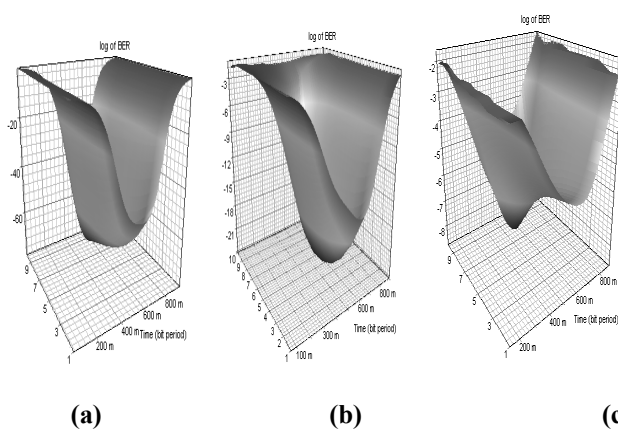 log of BER
-20
-40
-60
9
7
5
3
1
200 m
400 m
600 m
800 m
Time (bit period)
(a)
log of BER
-3
-6
-9
-12
-15
-18
-21
10
9
8
7
6
5
4
3
2
1
100 m
300 m
600 m
800 m
Time (bit period)
(b)
log of BER
-2
-3
-4
-5
-6
-7
-8
9
7
5
3
1
200 m
400 m
600 m
800 m
Time (bit period)
(c